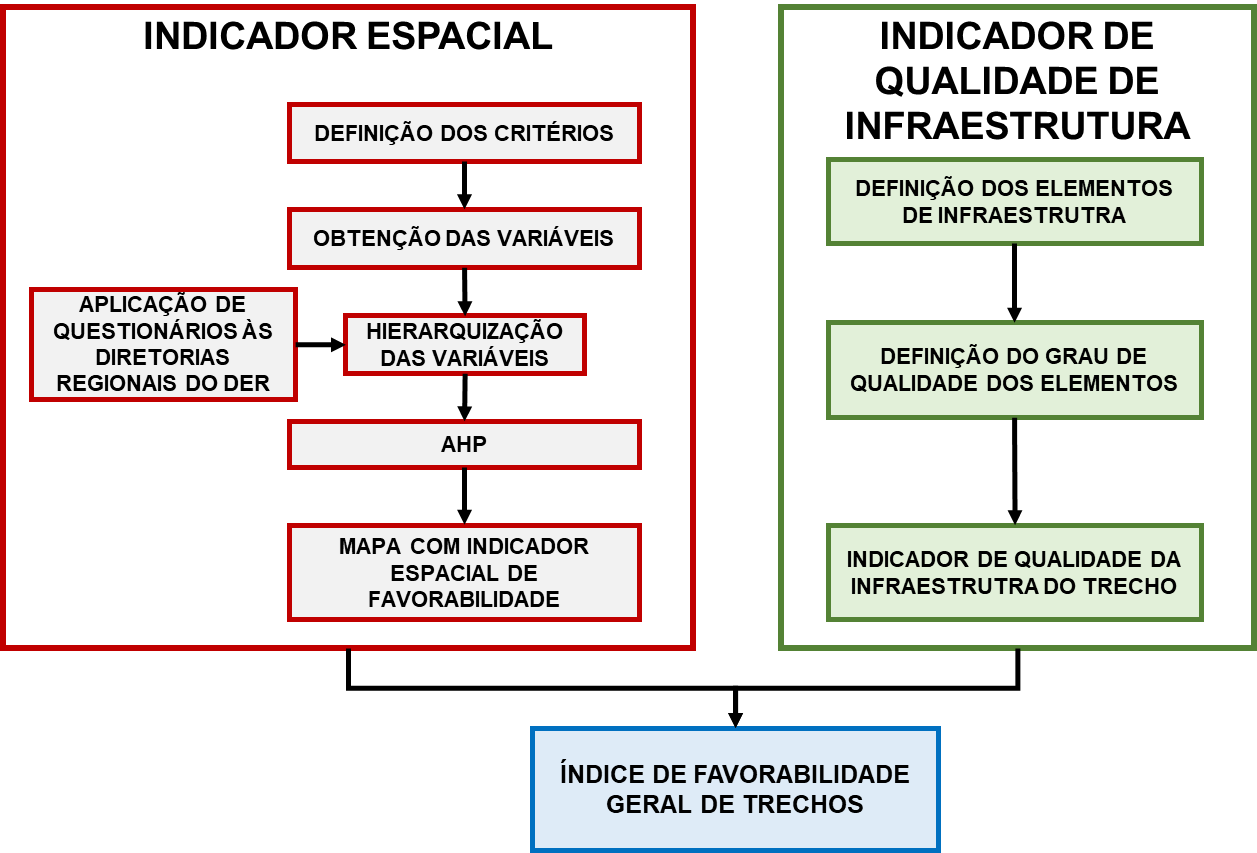 INDICADOR ESPACIAL
DEFINIÇÃO DOS CRITÉRIOS
OBTENÇÃO DAS VARIÁVEIS
APLICAÇÃO DE
QUESTIONÁRIOS ÀS
DIRETORIAS
REGIONAIS DO DER
HIERARQUIZAÇÃO
DAS VARIÁVEIS
AHP
MAPA COM INDICADOR
ESPACIAL DE
FAVORABILIDADE
INDICADOR DE
QUALIDADE DE
INFRAESTRUTURA
DEFINIÇÃO DOS ELEMENTOS
DE INFRAESTRUTRA
DEFINIÇÃO DO GRAU DE
QUALIDADE DOS ELEMENTOS
INDICADOR DE QUALIDADE DA
INFRAESTRUTRA DO TRECHO
ÍNDICE DE FAVORABILIDADE
GERAL DE TRECHOS